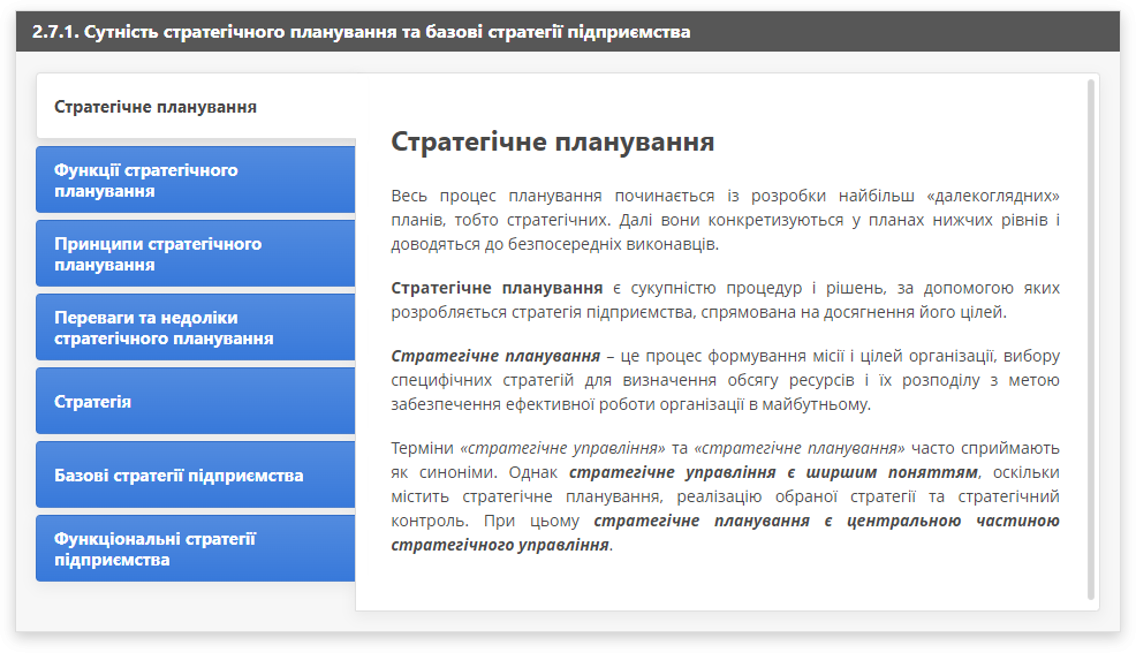 2.7.1. Сутність стратегічного планування та базові стратегії підприємства
Стратегічне планування
Функції стратегічного
планування
Принципи стратегічного
планування
Переваги та недоліки
стратегічного планування
Стратегія
Базові стратегії підприємства
Функціональні стратегії
підприємства
Стратегічне планування
Весь процес планування починається із розробки найбільш «далекоглядних»
планів, тобто стратегічних. Далі вони конкретизуються у планах нижчих рівнів і
доводяться до безпосередніх виконавців.
Стратегічне планування є сукупністю процедур і рішень, за допомогою яких
розробляється стратегія підприємства, спрямована на досягнення його цілей.
Стратегічне планування – це процес формування місії і цілей організації, вибору
специфічних стратегій для визначення обсягу ресурсів і їх розподілу з метою
забезпечення ефективної роботи організації в майбутньому.
Терміни «стратегічне управління» та «стратегічне планування» часто сприймають
як синоніми. Однак стратегічне управління є ширшим поняттям, оскільки
містить стратегічне планування, реалізацію обраної стратегії та стратегічний
контроль. При цьому стратегічне планування є центральною частиною
стратегічного управління.